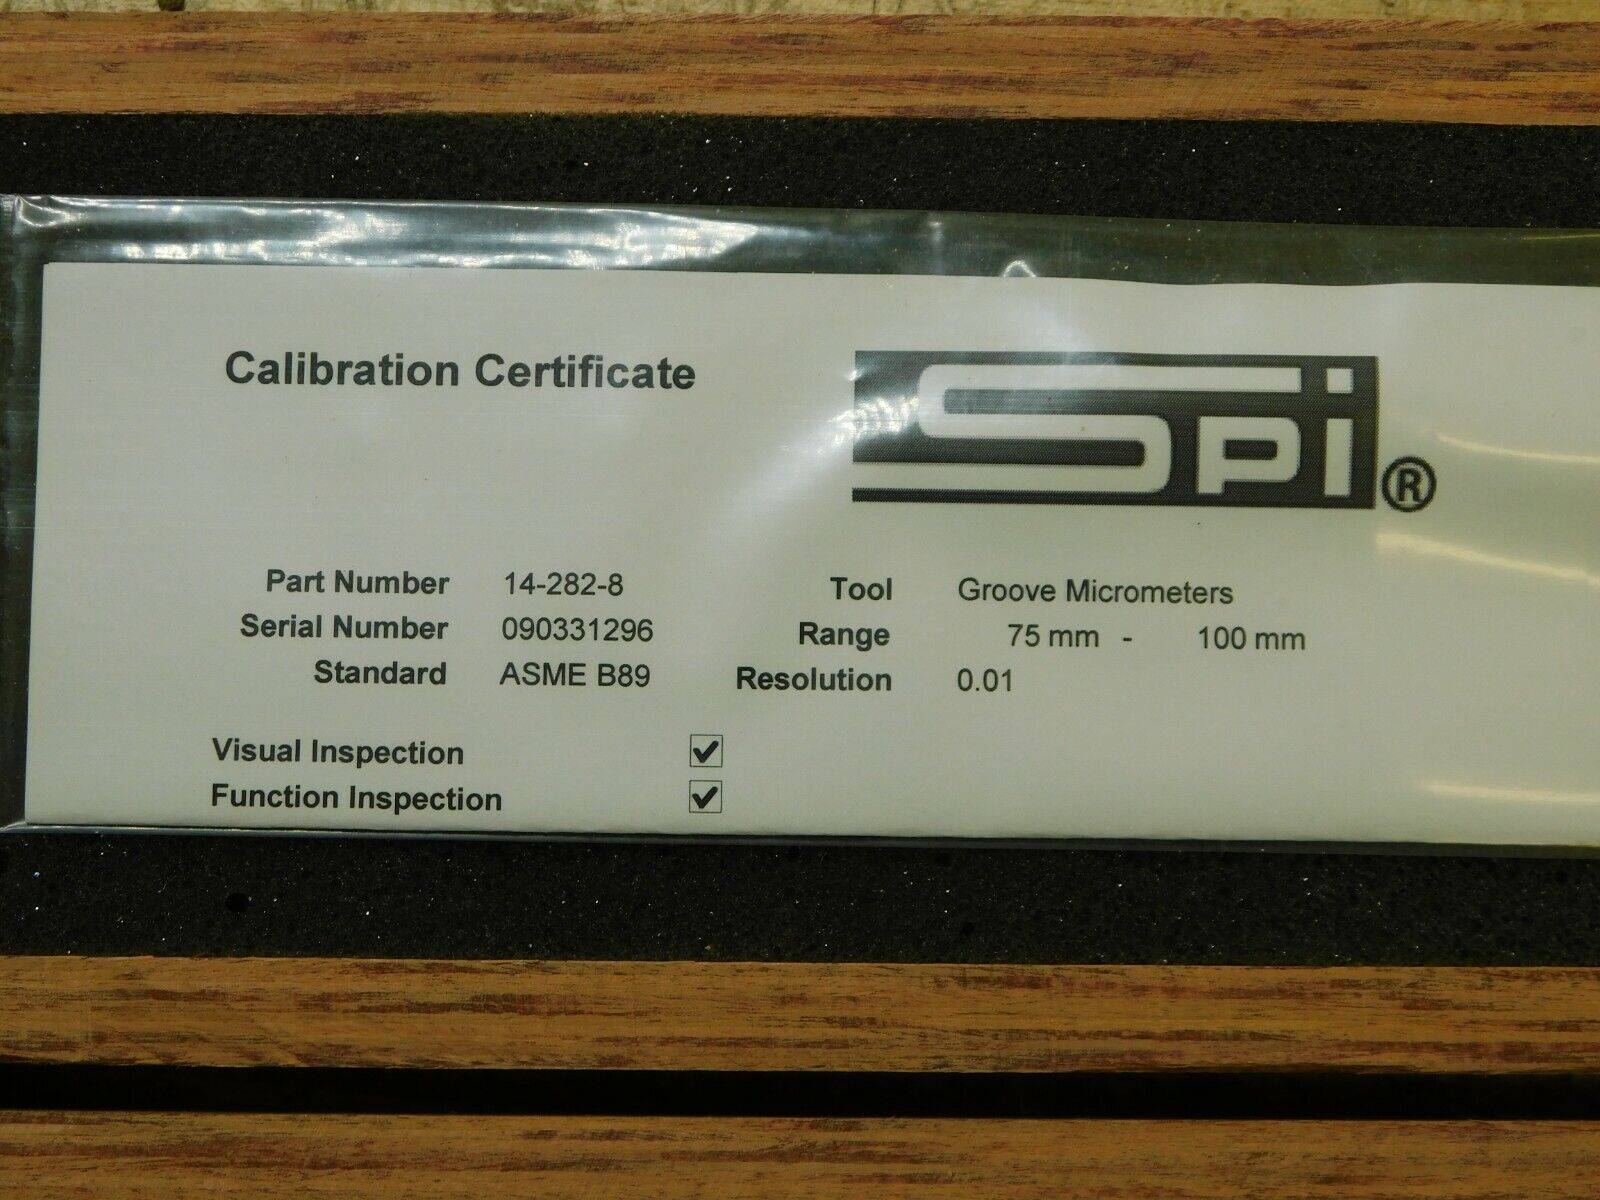 Calibration Certificate
SPi®
Part Number 14-282-8 Tool Groove Micrometers
Serial Number 090331296 Range 75 mm - 100 mm
Standard ASME B89 Resolution 0.01
Visual Inspection ✔
Function Inspection ✔